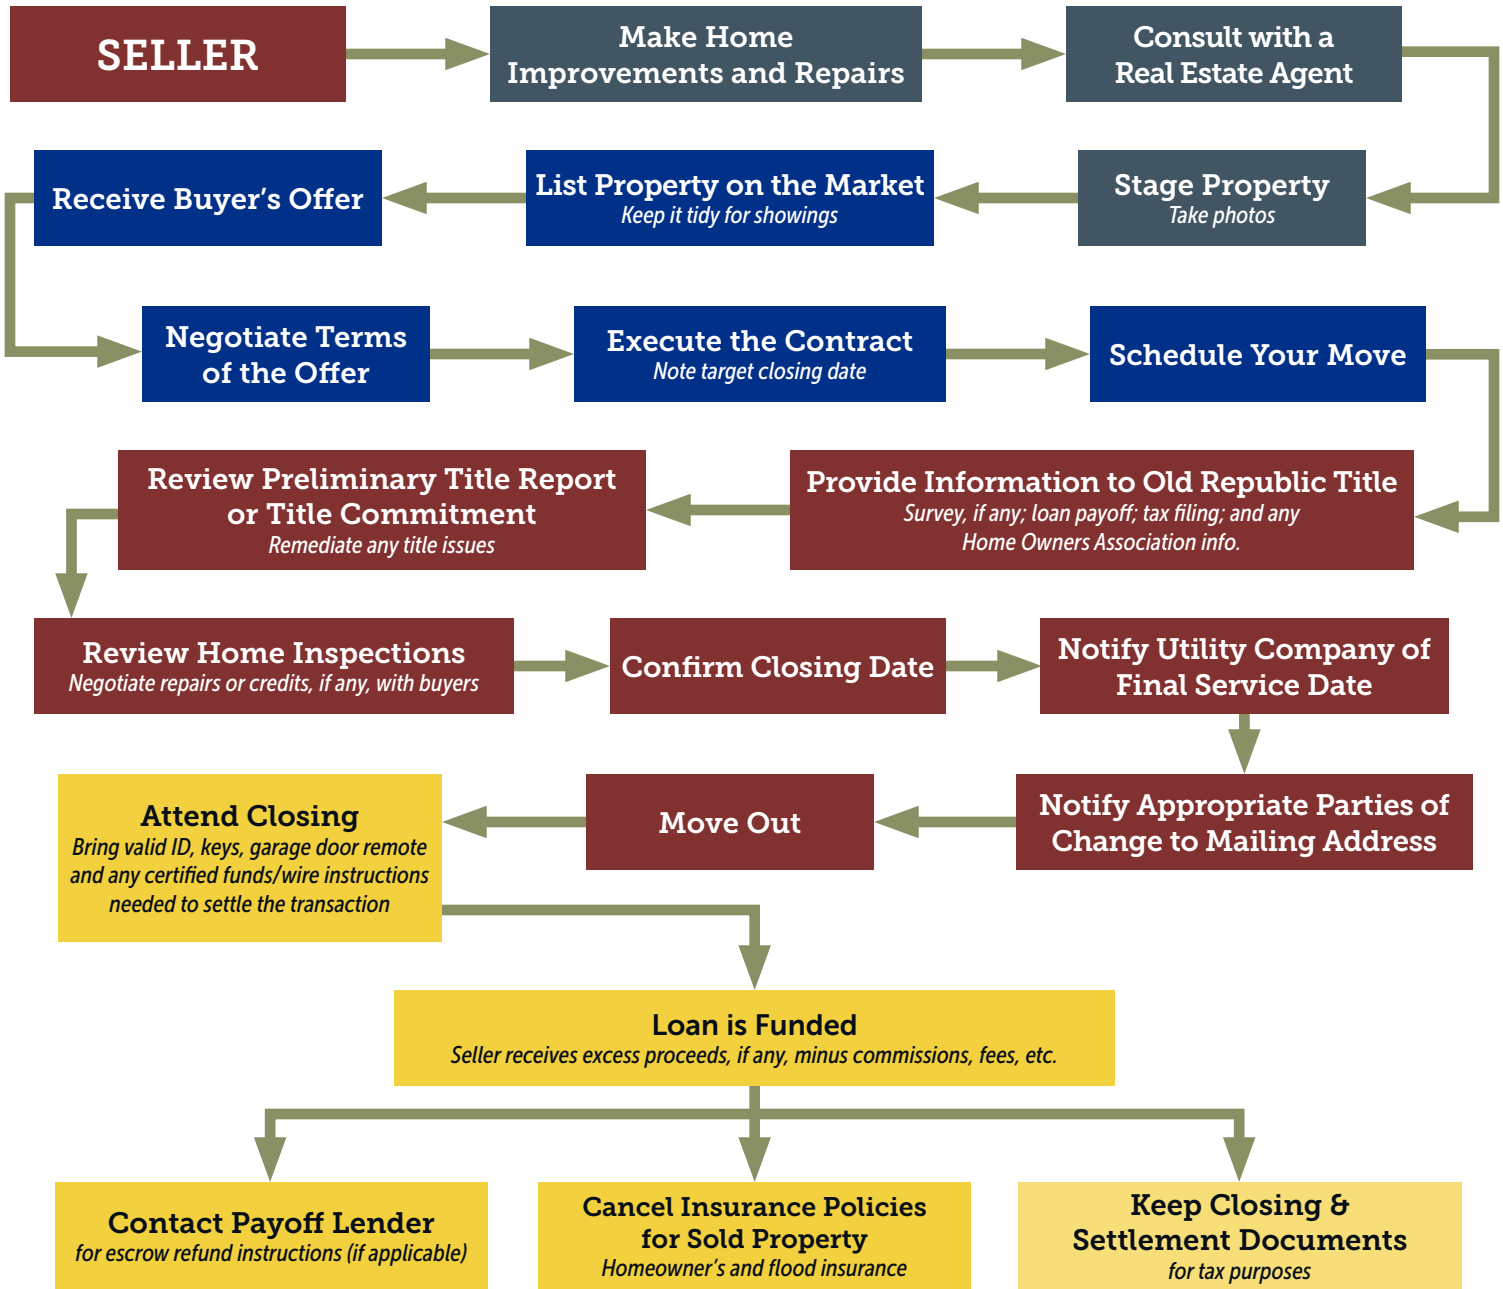 SELLER
Make Home
Improvements and Repairs
Consult with a
Real Estate Agent
Stage Property
Take photos
List Property on the Market
Keep it tidy for showings
Receive Buyer’s Offer
Negotiate Terms
of the Offer
Execute the Contract
Note target closing date
Schedule Your Move
Provide Information to Old Republic Title
Survey, if any; loan payoff; tax filing; and any
Home Owners Association info.
Review Preliminary Title Report
or Title Commitment
Remediate any title issues
Review Home Inspections
Negotiate repairs or credits, if any, with buyers
Confirm Closing Date
Notify Utility Company of
Final Service Date
Notify Appropriate Parties of
Change to Mailing Address
Move Out
Attend Closing
Bring valid ID, keys, garage door remote
and any certified funds/wire instructions
needed to settle the transaction
Loan is Funded
Seller receives excess proceeds, if any, minus commissions, fees, etc.
Contact Payoff Lender
for escrow refund instructions (if applicable)
Cancel Insurance Policies
for Sold Property
Homeowner’s and flood insurance
Keep Closing &
Settlement Documents
for tax purposes